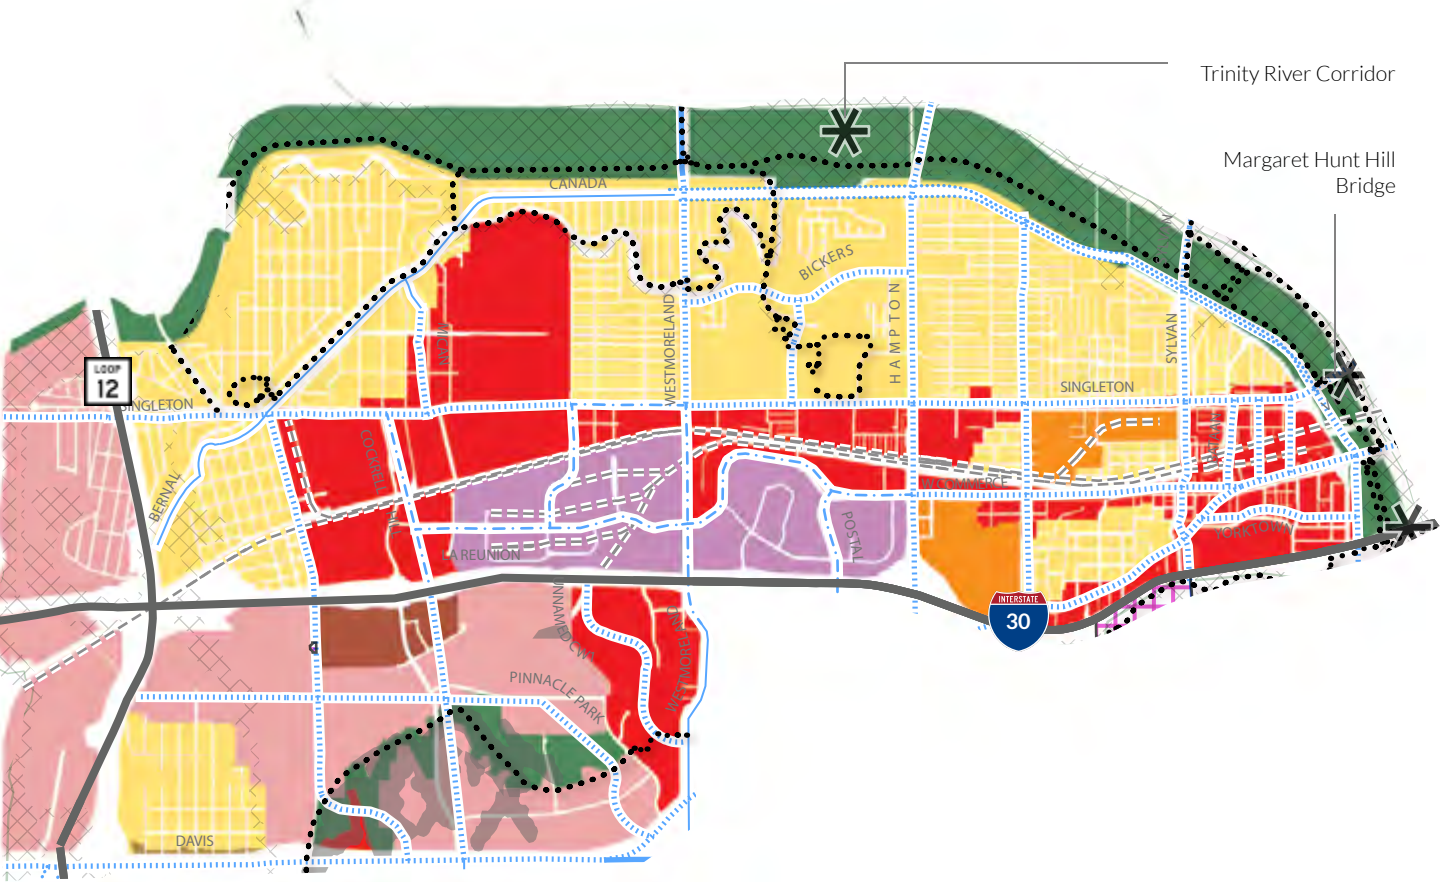 Trinity River Corridor
Margaret Hunt Hill
Bridge
CANADA
BICKERS
HAMPTON
WESTMORELAND
SYLVAN
LOOP
12
SINGLETON
SINGLETON
BERNAL
COCKRELL HILL
W COMMERCE
POSTAL
LA REUNION
YORKTOWN
INTERSTATE
30
PINNACLE PARK
DAVIS